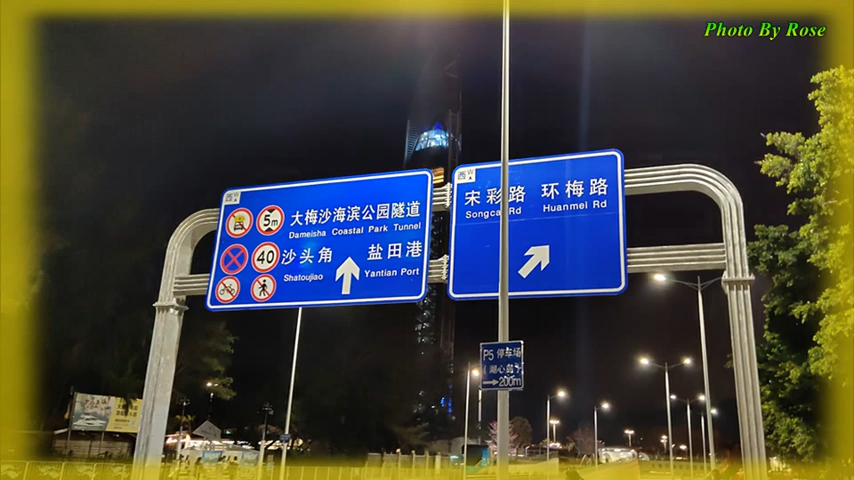 Photo By Rose
西 W
大梅沙海滨公园隧道
Dameisha Coastal Park Tunnel
5m
40
沙头角 盐田港
Shatoujiao Yantian Port
西 W
宋彩路 环梅路
Songcai Rd Huanmei Rd
P5 停车场
(湖心岛)
200m